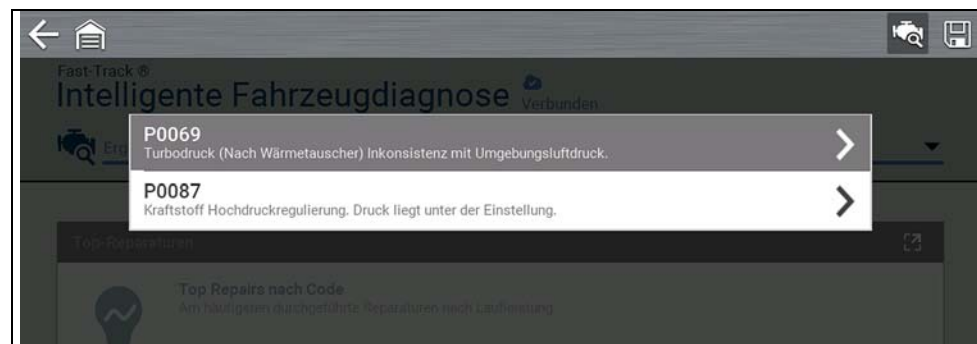 Fast-Track ®
Intelligente Fahrzeugdiagnose
Verbunden
P0069
Turbodruck (Nach Wärmetauscher) Inkonsistenz mit Umgebungsluftdruck.
P0087
Kraftstoff Hochdruckregulierung. Druck liegt unter der Einstellung.
Top-Reparaturen
Top Repairs nach Code
Am häufigsten durchgeführte Reparaturen nach Laufleistung